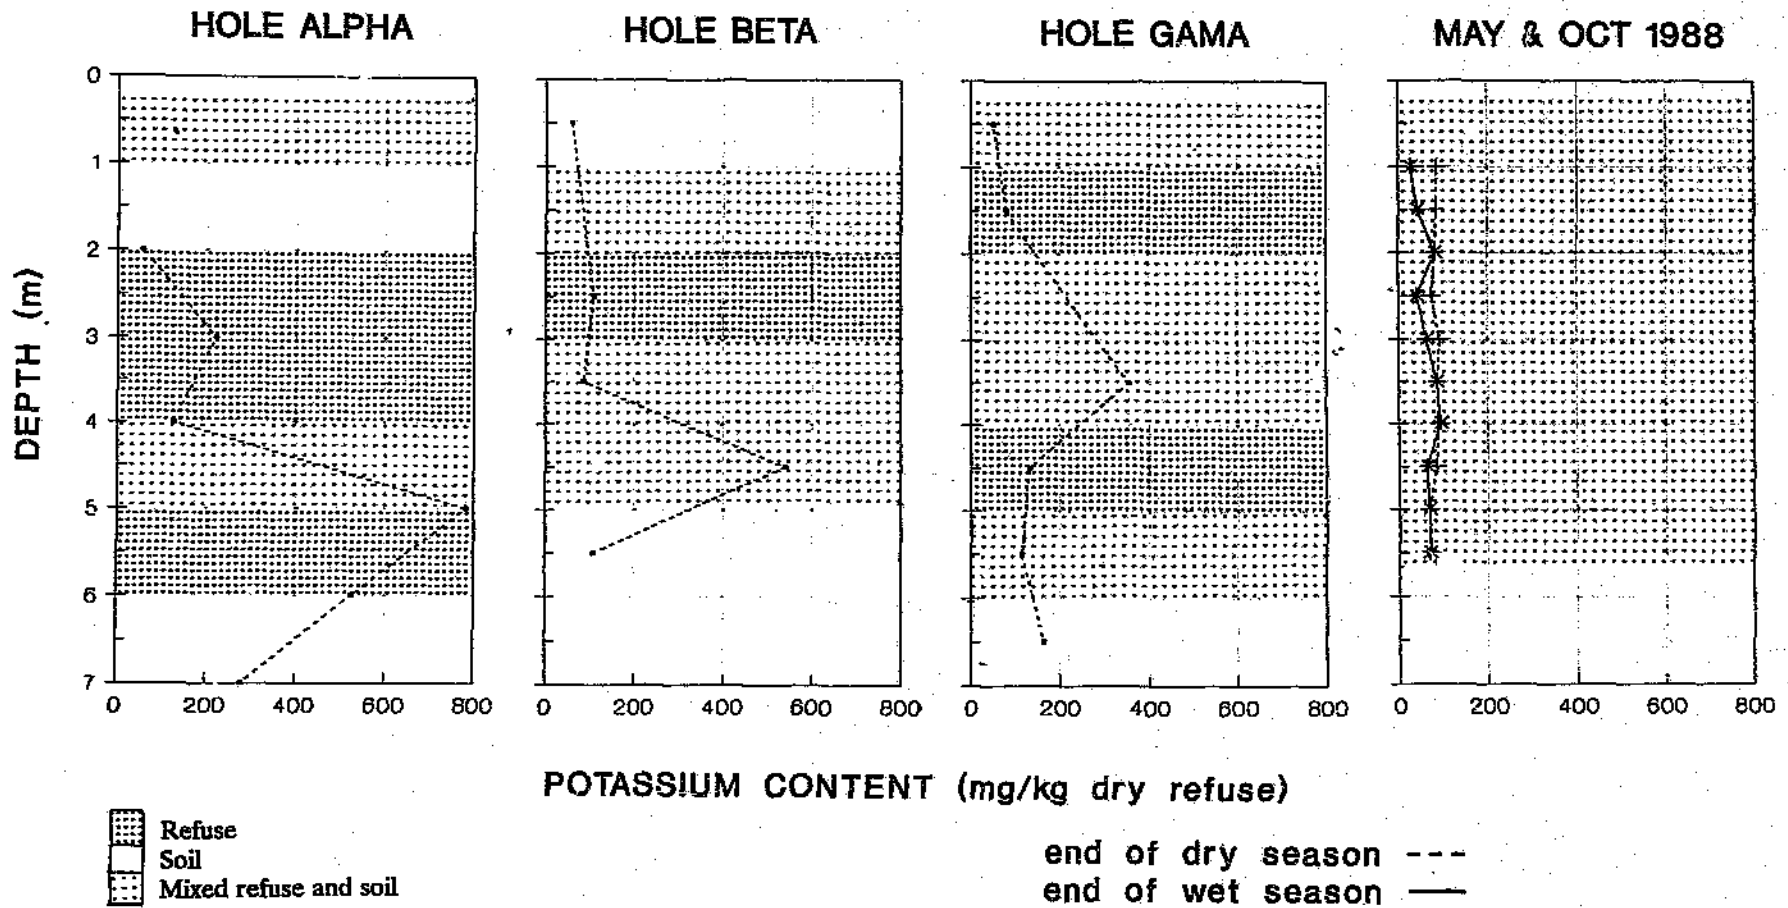 HOLE ALPHA
HOLE BETA
HOLE GAMA
MAY & OCT 1988
DEPTH (m)
0
1
2
3
4
5
6
7
0 200 400 600 800
0 200 400 600 800
0 200 400 600 800
0 200 400 600 800
POTASSIUM CONTENT (mg/kg dry refuse)
Refuse
Soil
Mixed refuse and soil
end of dry season
end of wet season